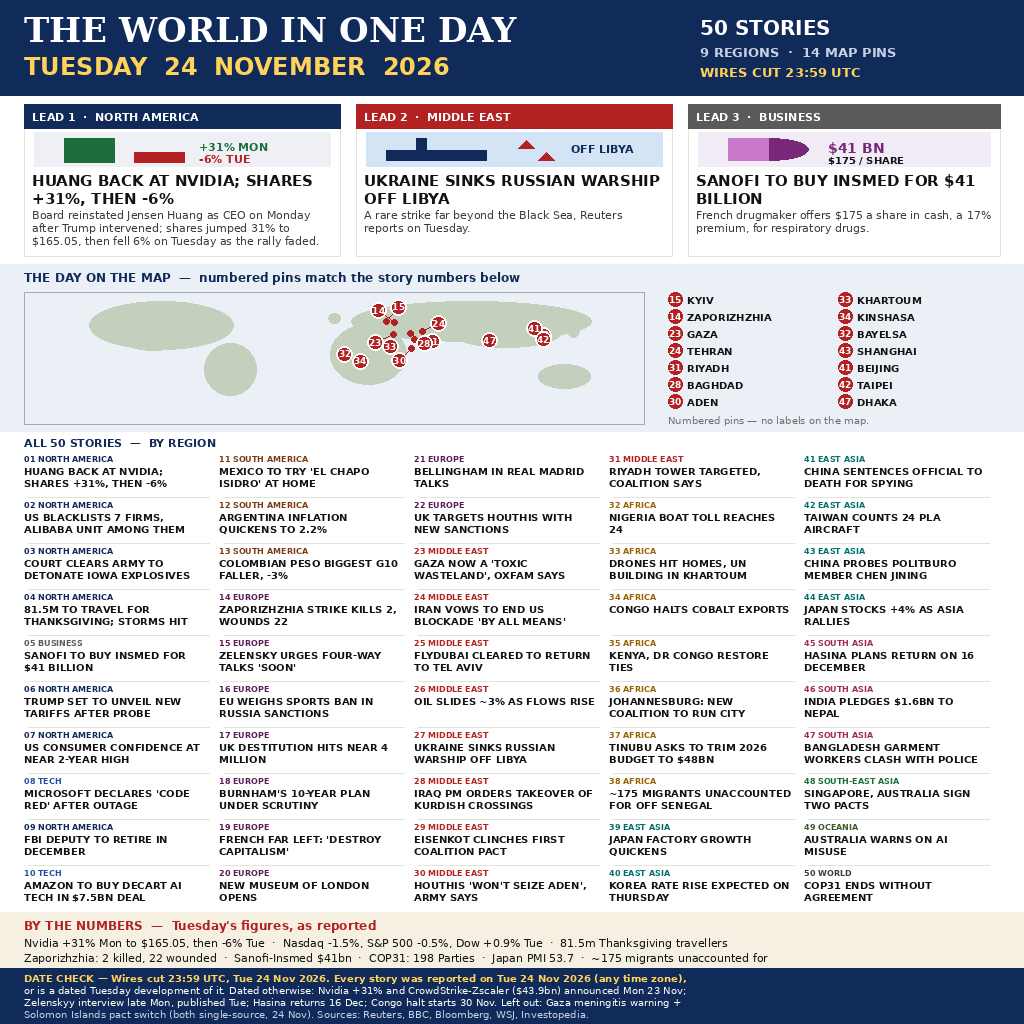 THE WORLD IN ONE DAY
TUESDAY 24 NOVEMBER 2026
50 STORIES
9 REGIONS · 14 MAP PINS
WIRES CUT 23:59 UTC
LEAD 1 · NORTH AMERICA
+31% MON
-6% TUE
HUANG BACK AT NVIDIA; SHARES
+31%, THEN -6%
Board reinstated Jensen Huang as CEO on Monday
after Trump intervened; shares jumped 31% to
$165.05, then fell 6% on Tuesday as the rally faded.
LEAD 2 · MIDDLE EAST
OFF LIBYA
UKRAINE SINKS RUSSIAN WARSHIP
OFF LIBYA
A rare strike far beyond the Black Sea, Reuters
reports on Tuesday.
LEAD 3 · BUSINESS
$41 BN
$175 / SHARE
SANOFI TO BUY INSMED FOR $41
BILLION
French drugmaker offers $175 a share in cash, a 17%
premium, for respiratory drugs.
THE DAY ON THE MAP — numbered pins match the story numbers below
14
15
24
23
33
28
30
32
34
47
41
42
15 KYIV
14 ZAPORIZHZHIA
23 GAZA
24 TEHRAN
31 RIYADH
28 BAGHDAD
30 ADEN
33 KHARTOUM
34 KINSHASA
32 BAYELSA
43 SHANGHAI
41 BEIJING
42 TAIPEI
47 DHAKA
Numbered pins — no labels on the map.
ALL 50 STORIES — BY REGION
01 NORTH AMERICA
HUANG BACK AT NVIDIA;
SHARES +31%, THEN -6%
02 NORTH AMERICA
US BLACKLISTS 7 FIRMS,
ALIBABA UNIT AMONG THEM
03 NORTH AMERICA
COURT CLEARS ARMY TO
DETONATE IOWA EXPLOSIVES
04 NORTH AMERICA
81.5M TO TRAVEL FOR
THANKSGIVING; STORMS HIT
05 BUSINESS
SANOFI TO BUY INSMED FOR
$41 BILLION
06 NORTH AMERICA
TRUMP SET TO UNVEIL NEW
TARIFFS AFTER PROBE
07 NORTH AMERICA
US CONSUMER CONFIDENCE AT
NEAR 2-YEAR HIGH
08 TECH
MICROSOFT DECLARES 'CODE
RED' AFTER OUTAGE
09 NORTH AMERICA
FBI DEPUTY TO RETIRE IN
DECEMBER
10 TECH
AMAZON TO BUY DECART AI
TECH IN $7.5BN DEAL
11 SOUTH AMERICA
MEXICO TO TRY 'EL CHAPO
ISIDRO' AT HOME
12 SOUTH AMERICA
ARGENTINA INFLATION
QUICKENS TO 2.2%
13 SOUTH AMERICA
COLOMBIAN PESO BIGGEST G10
FALLER, -3%
14 EUROPE
ZAPORIZHZHIA STRIKE KILLS 2,
WOUNDS 22
15 EUROPE
ZELENSKY URGES FOUR-WAY
TALKS 'SOON'
16 EUROPE
EU WEIGHS SPORTS BAN IN
RUSSIA SANCTIONS
17 EUROPE
UK DESTITUTION HITS NEAR 4
MILLION
18 EUROPE
BURNHAM'S 10-YEAR PLAN
UNDER SCRUTINY
19 EUROPE
FRENCH FAR LEFT: 'DESTROY
CAPITALISM'
20 EUROPE
NEW MUSEUM OF LONDON
OPENS
21 EUROPE
BELLINGHAM IN REAL MADRID
TALKS
22 EUROPE
UK TARGETS HOUTHIS WITH
NEW SANCTIONS
23 MIDDLE EAST
GAZA NOW A 'TOXIC
WASTELAND', OXFAM SAYS
24 MIDDLE EAST
IRAN VOWS TO END US
BLOCKADE 'BY ALL MEANS'
25 MIDDLE EAST
FLYDUBAI CLEARED TO RETURN
TO TEL AVIV
26 MIDDLE EAST
OIL SLIDES ~3% AS FLOWS RISE
27 MIDDLE EAST
UKRAINE SINKS RUSSIAN
WARSHIP OFF LIBYA
28 MIDDLE EAST
IRAQ PM ORDERS TAKEOVER OF
KURDISH CROSSINGS
29 MIDDLE EAST
EISENKOT CLINCHES FIRST
COALITION PACT
30 MIDDLE EAST
HOUTHIS 'WON'T SEIZE ADEN',
ARMY SAYS
31 MIDDLE EAST
RIYADH TOWER TARGETED,
COALITION SAYS
32 AFRICA
NIGERIA BOAT TOLL REACHES
24
33 AFRICA
DRONES HIT HOMES, UN
BUILDING IN KHARTOUM
34 AFRICA
CONGO HALTS COBALT EXPORTS
35 AFRICA
KENYA, DR CONGO RESTORE
TIES
36 AFRICA
JOHANNESBURG: NEW
COALITION TO RUN CITY
37 AFRICA
TINUBU ASKS TO TRIM 2026
BUDGET TO $48BN
38 AFRICA
~175 MIGRANTS UNACCOUNTED
FOR OFF SENEGAL
39 EAST ASIA
JAPAN FACTORY GROWTH
QUICKENS
40 EAST ASIA
KOREA RATE RISE EXPECTED ON
THURSDAY
41 EAST ASIA
CHINA SENTENCES OFFICIAL TO
DEATH FOR SPYING
42 EAST ASIA
TAIWAN COUNTS 24 PLA
AIRCRAFT
43 EAST ASIA
CHINA PROBES POLITBURO
MEMBER CHEN JINING
44 EAST ASIA
JAPAN STOCKS +4% AS ASIA
RALLIES
45 SOUTH ASIA
HASINA PLANS RETURN ON 16
DECEMBER
46 SOUTH ASIA
INDIA PLEDGES $1.6BN TO
NEPAL
47 SOUTH ASIA
BANGLADESH GARMENT
WORKERS CLASH WITH POLICE
48 SOUTH-EAST ASIA
SINGAPORE, AUSTRALIA SIGN
TWO PACTS
49 OCEANIA
AUSTRALIA WARNS ON AI
MISUSE
50 WORLD
COP31 ENDS WITHOUT
AGREEMENT
BY THE NUMBERS — Tuesday's figures, as reported
Nvidia +31% Mon to $165.05, then -6% Tue · Nasdaq -1.5%, S&P 500 -0.5%, Dow +0.9% Tue · 81.5m Thanksgiving travellers
Zaporizhzhia: 2 killed, 22 wounded · Sanofi-Insmed $41bn · COP31: 198 Parties · Japan PMI 53.7 · ~175 migrants unaccounted for
DATE CHECK — Wires cut 23:59 UTC, Tue 24 Nov 2026. Every story was reported on Tue 24 Nov 2026 (any time zone),
or is a dated Tuesday development of it. Dated otherwise: Nvidia +31% and CrowdStrike-Zscaler ($43.9bn) announced Mon 23 Nov;
Zelenskyy interview late Mon, published Tue; Hasina returns 16 Dec; Congo halt starts 30 Nov. Left out: Gaza meningitis warning +
Solomon Islands pact switch (both single-source, 24 Nov). Sources: Reuters, BBC, Bloomberg, WSJ, Investopedia.